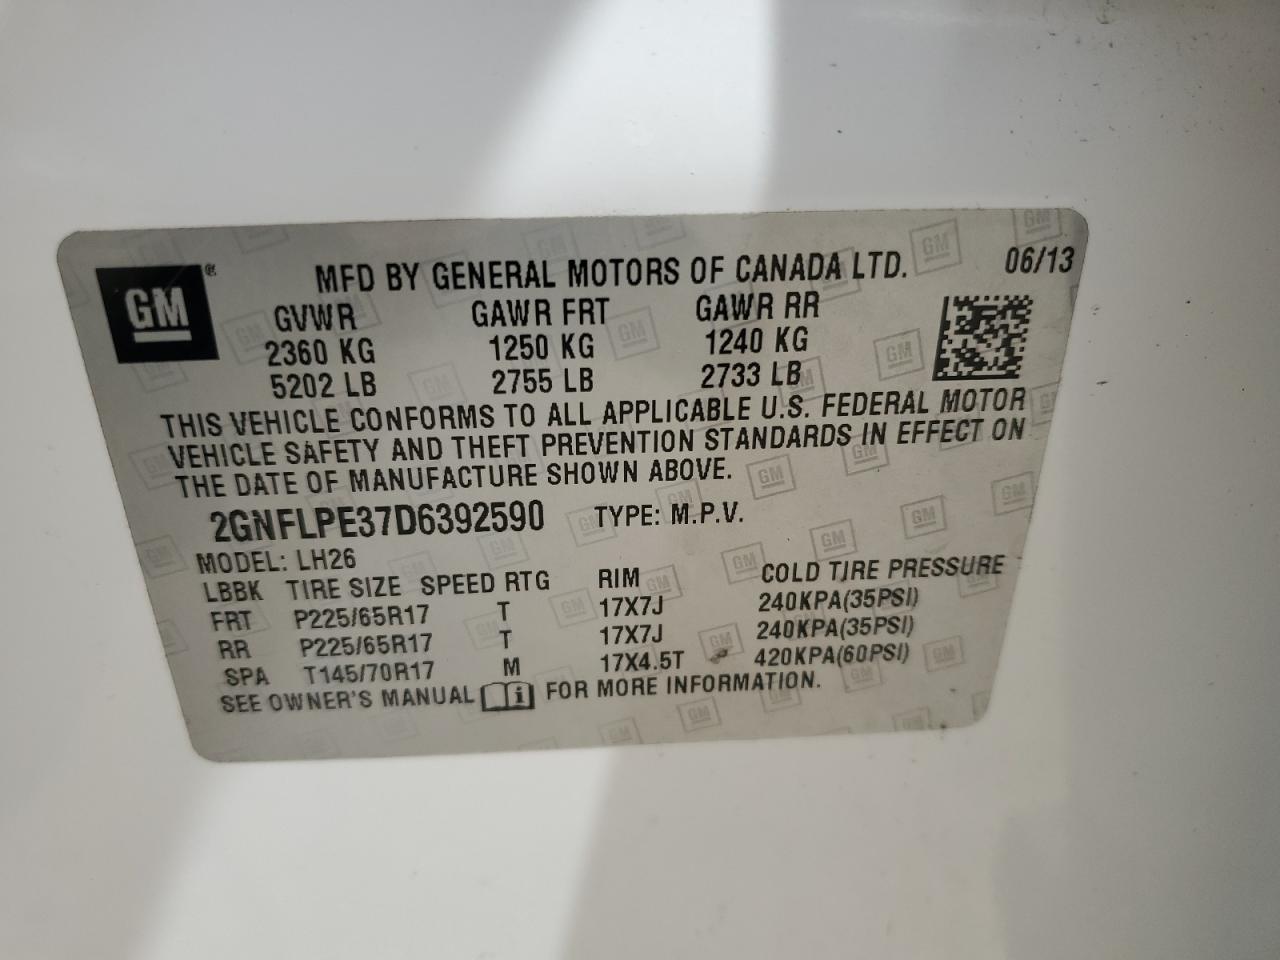 GM®
MFD BY GENERAL MOTORS OF CANADA LTD. 06/13
GVWR GAWR FRT GAWR RR
2360 KG 1250 KG 1240 KG
5202 LB 2755 LB 2733 LB
THIS VEHICLE CONFORMS TO ALL APPLICABLE U.S. FEDERAL MOTOR
VEHICLE SAFETY AND THEFT PREVENTION STANDARDS IN EFFECT ON
THE DATE OF MANUFACTURE SHOWN ABOVE.
2GNFLPE37D6392590 TYPE: M.P.V.
MODEL: LH26
LBBK TIRE SIZE SPEED RTG RIM COLD TIRE PRESSURE
FRT P225/65R17 T 17X7J 240KPA(35PSI)
RR P225/65R17 T 17X7J 240KPA(35PSI)
SPA T145/70R17 M 17X4.5T 420KPA(60PSI)
SEE OWNER'S MANUAL i FOR MORE INFORMATION.